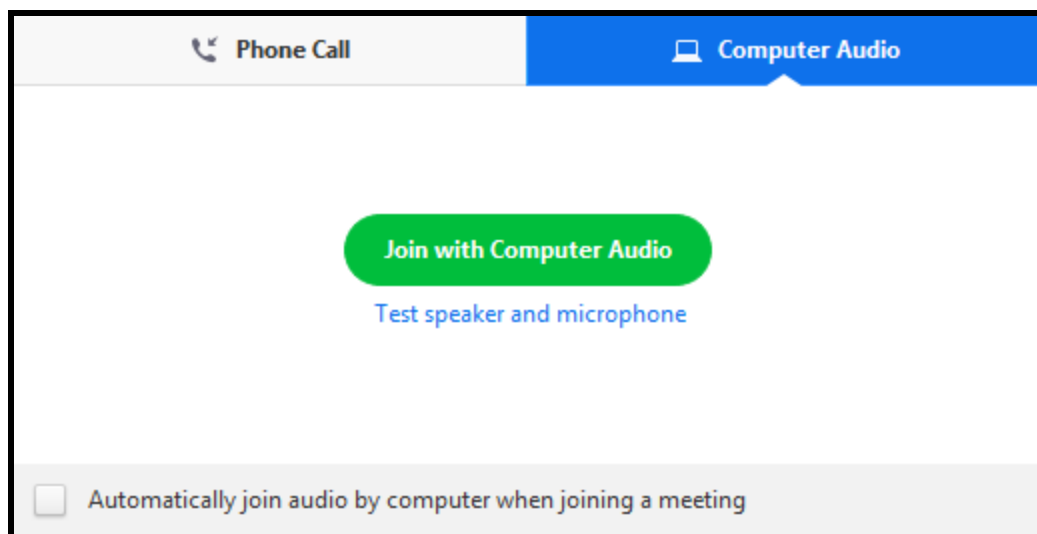 Phone Call
Computer Audio
Join with Computer Audio
Test speaker and microphone
Automatically join audio by computer when joining a meeting